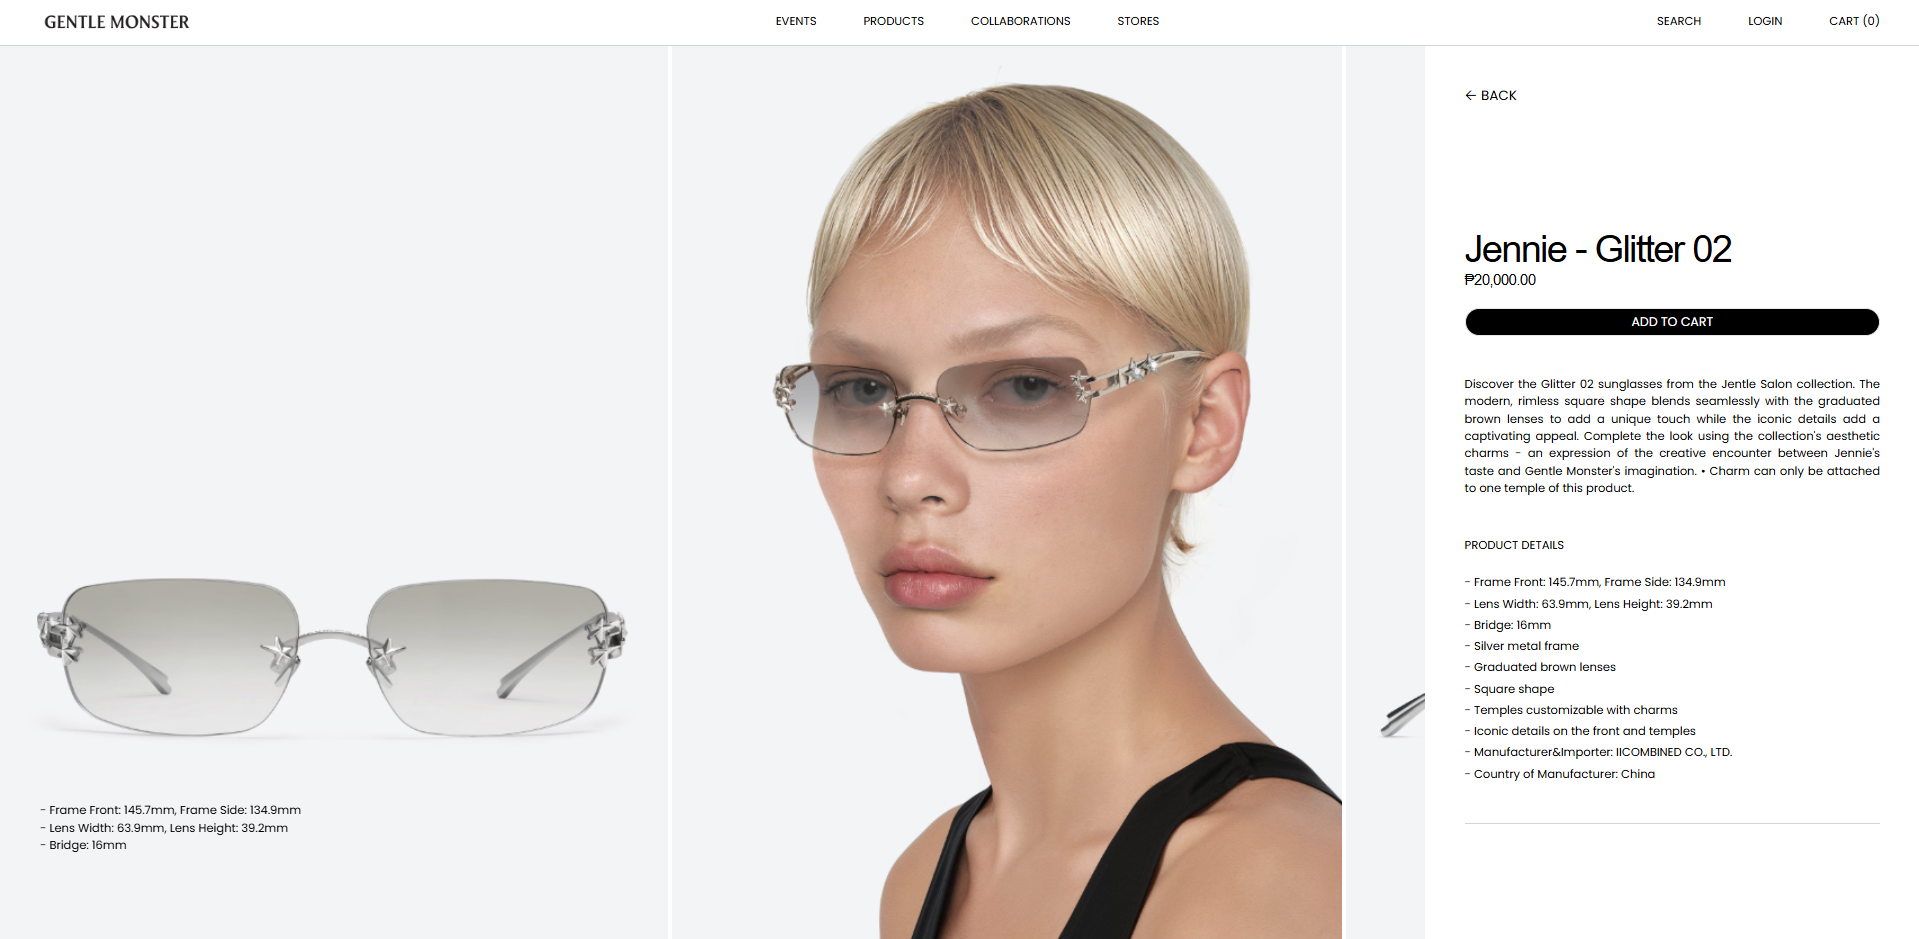 GENTLE MONSTER
EVENTS
PRODUCTS
COLLABORATIONS
STORES
SEARCH
LOGIN
CART (0)
- Frame Front: 145.7mm, Frame Side: 134.9mm
- Lens Width: 63.9mm, Lens Height: 39.2mm
- Bridge: 16mm
← BACK
Jennie - Glitter 02
₱20,000.00
ADD TO CART
Discover the Glitter 02 sunglasses from the Jentle Salon collection. The
modern, rimless square shape blends seamlessly with the graduated
brown lenses to add a unique touch while the iconic details add a
captivating appeal. Complete the look using the collection's aesthetic
charms - an expression of the creative encounter between Jennie's
taste and Gentle Monster's imagination. • Charm can only be attached
to one temple of this product.
PRODUCT DETAILS
- Frame Front: 145.7mm, Frame Side: 134.9mm
- Lens Width: 63.9mm, Lens Height: 39.2mm
- Bridge: 16mm
- Silver metal frame
- Graduated brown lenses
- Square shape
- Temples customizable with charms
- Iconic details on the front and temples
- Manufacturer&Importer: IICOMBINED CO., LTD.
- Country of Manufacturer: China